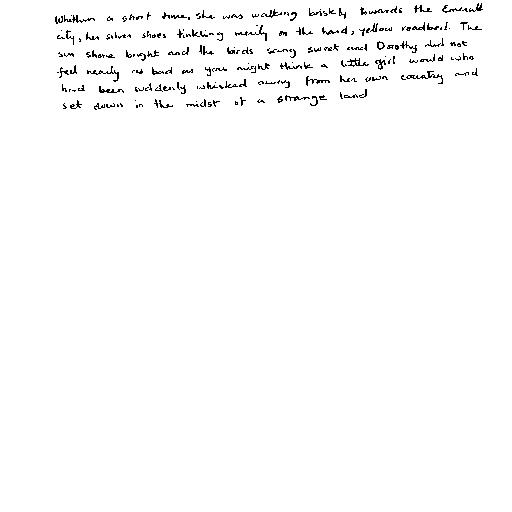 Whithin a short time, she was walking briskly towards the Emerald
city, her silver shoes tinkling merily on the hard, yellow roadbed. The
sun shone bright and the birds sang sweet and Dorothy did not
feel nearly as bad as you might think a little girl would who
had been suddenly whisked away from her own country and
set down in the midst of a strange land